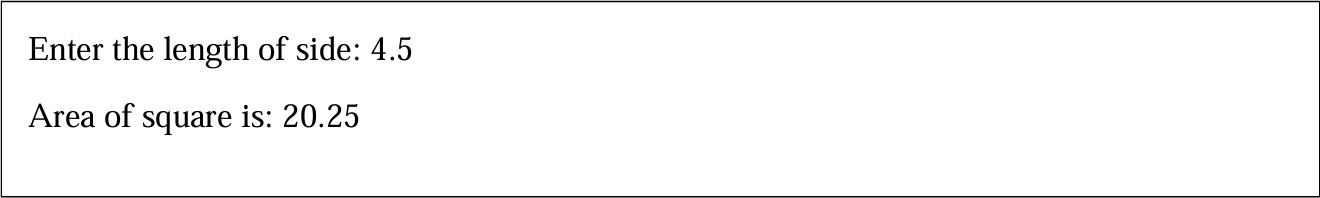 Enter the length of side: 4.5
Area of square is: 20.25